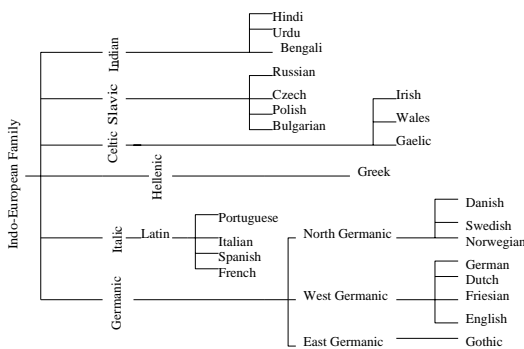 Indo-European Family
Indian
Hindi
Urdu
Bengali
Slavic
Russian
Czech
Polish
Bulgarian
Celtic
Irish
Wales
Gaelic
Hellenic
Greek
Italic
Latin
Portuguese
Italian
Spanish
French
Germanic
North Germanic
Danish
Swedish
Norwegian
West Germanic
German
Dutch
Friesian
English
East Germanic
Gothic